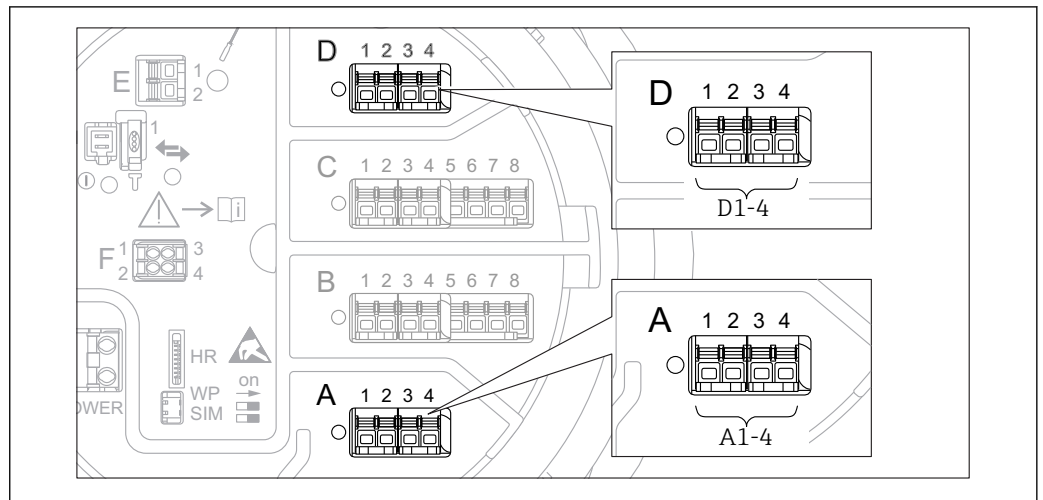 D 1 2 3 4
E 1
2
1
D 1 2 3 4
D1-4
C 1 2 3 4 5 6 7 8
i
F 1 3
2 4
B 1 2 3 4 5 6 7 8
A 1 2 3 4
A1-4
HR
WP on
SIM
A 1 2 3 4
OWER